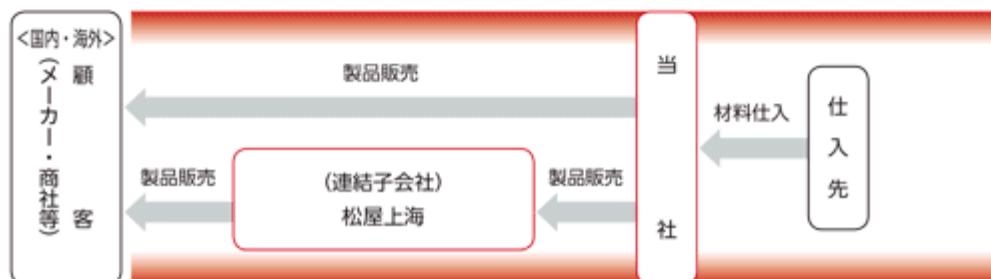 <国内・海外>
顧客
(メーカー・商社等)
製品販売
製品販売
(連結子会社)
松屋上海
製品販売
当社
材料仕入
仕入先